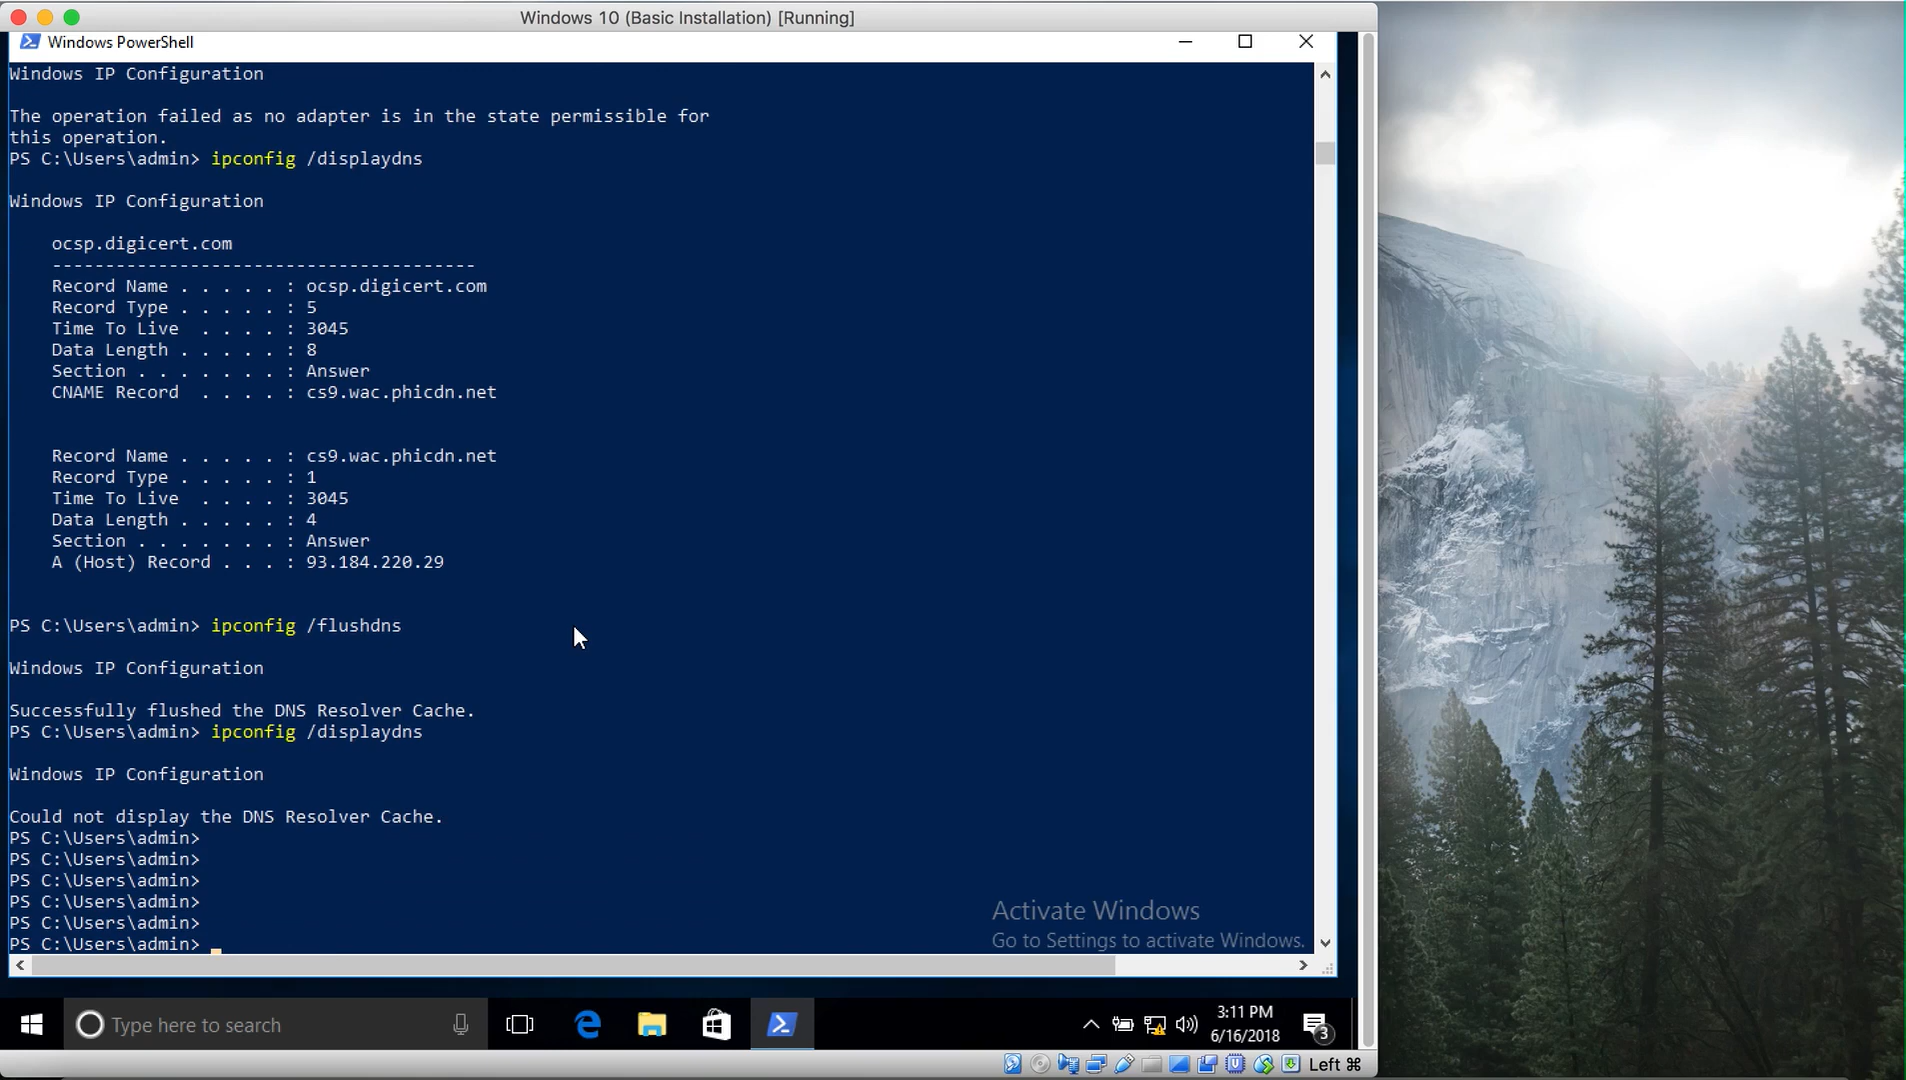 Windows 10 (Basic Installation) [Running]
Windows PowerShell
Windows IP Configuration
The operation failed as no adapter is in the state permissible for
this operation.
PS C:\Users\admin> ipconfig /displaydns
Windows IP Configuration
ocsp.digicert.com
----------------------------------------
Record Name . . . . . : ocsp.digicert.com
Record Type . . . . . : 5
Time To Live  . . . . : 3045
Data Length . . . . . : 8
Section . . . . . . . : Answer
CNAME Record  . . . . : cs9.wac.phicdn.net
Record Name . . . . . : cs9.wac.phicdn.net
Record Type . . . . . : 1
Time To Live  . . . . : 3045
Data Length . . . . . : 4
Section . . . . . . . : Answer
A (Host) Record . . . : 93.184.220.29
PS C:\Users\admin> ipconfig /flushdns
Windows IP Configuration
Successfully flushed the DNS Resolver Cache.
PS C:\Users\admin> ipconfig /displaydns
Windows IP Configuration
Could not display the DNS Resolver Cache.
PS C:\Users\admin>
PS C:\Users\admin>
PS C:\Users\admin>
PS C:\Users\admin>
PS C:\Users\admin>
PS C:\Users\admin>
Activate Windows
Go to Settings to activate Windows.
Type here to search
3:11 PM
6/16/2018
3
Left ⌘